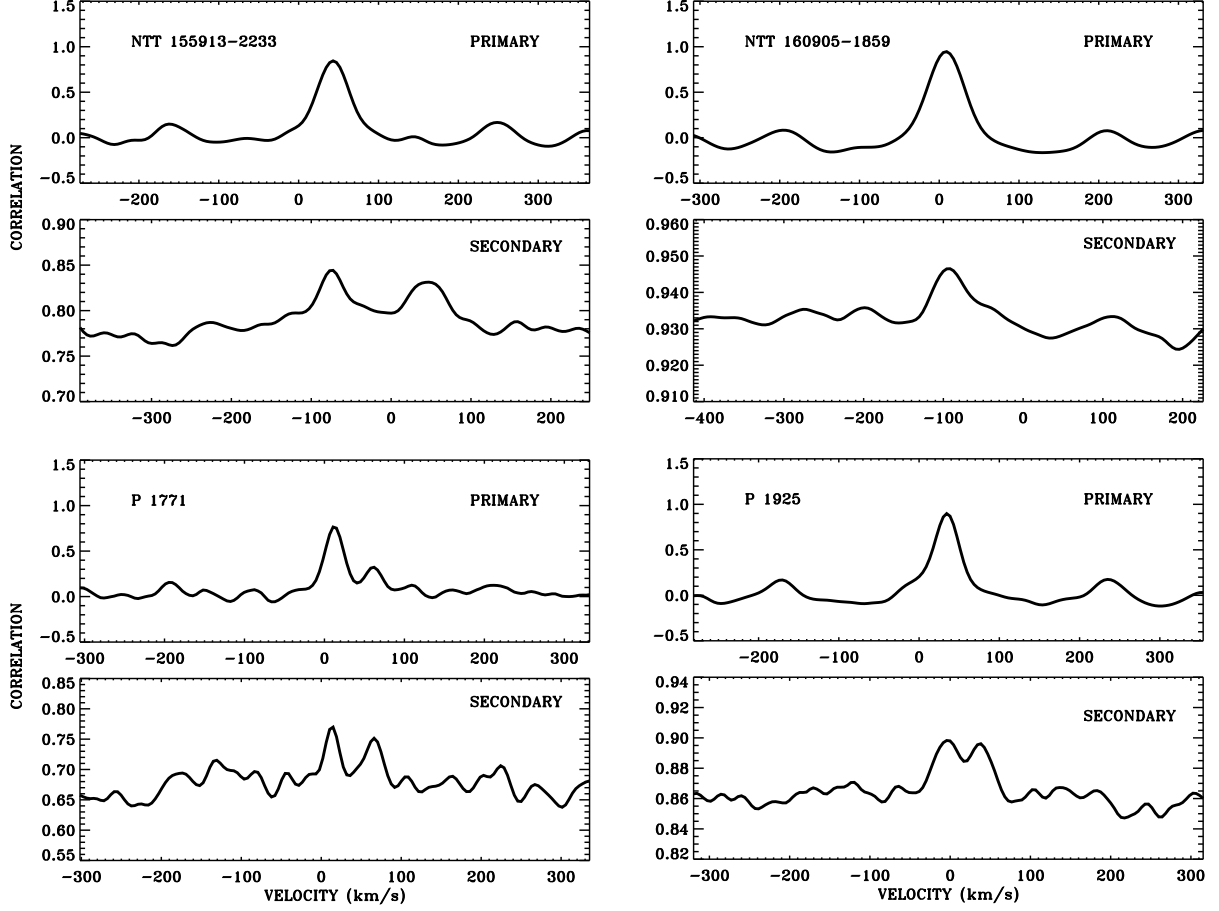 NTT 155913−2233 PRIMARY
1.5
1.0
0.5
0.0
−0.5
−200 −100 0 100 200 300
NTT 160905−1859 PRIMARY
1.5
1.0
0.5
0.0
−0.5
−300 −200 −100 0 100 200 300
CORRELATION
SECONDARY
0.90
0.85
0.80
0.75
0.70
−300 −200 −100 0 100 200
SECONDARY
0.960
0.950
0.940
0.930
0.920
0.910
−400 −300 −200 −100 0 100 200
P 1771 PRIMARY
1.5
1.0
0.5
0.0
−0.5
−300 −200 −100 0 100 200 300
P 1925 PRIMARY
1.5
1.0
0.5
0.0
−0.5
−200 −100 0 100 200 300
CORRELATION
SECONDARY
0.85
0.80
0.75
0.70
0.65
0.60
0.55
−300 −200 −100 0 100 200 300
VELOCITY (km/s)
SECONDARY
0.94
0.92
0.90
0.88
0.86
0.84
0.82
−300 −200 −100 0 100 200 300
VELOCITY (km/s)